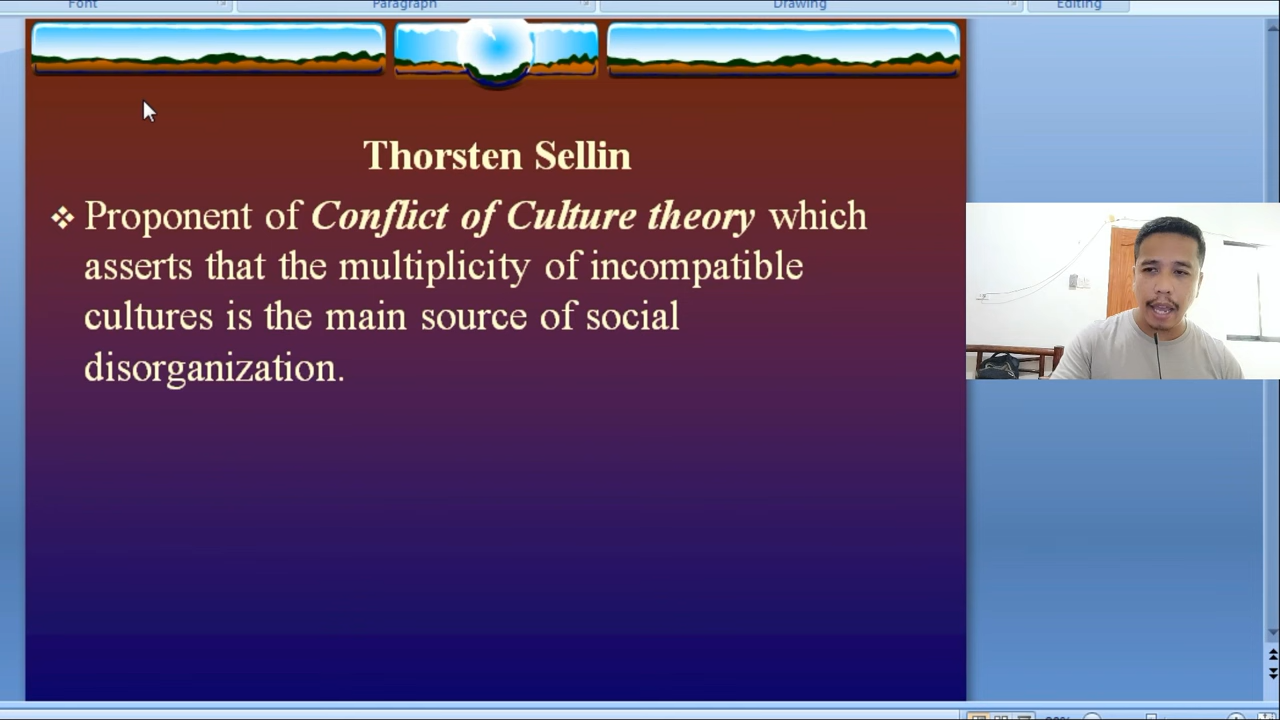 Font
Paragraph
Drawing
Editing
Thorsten Sellin
❖ Proponent of Conflict of Culture theory which
asserts that the multiplicity of incompatible
cultures is the main source of social
disorganization.